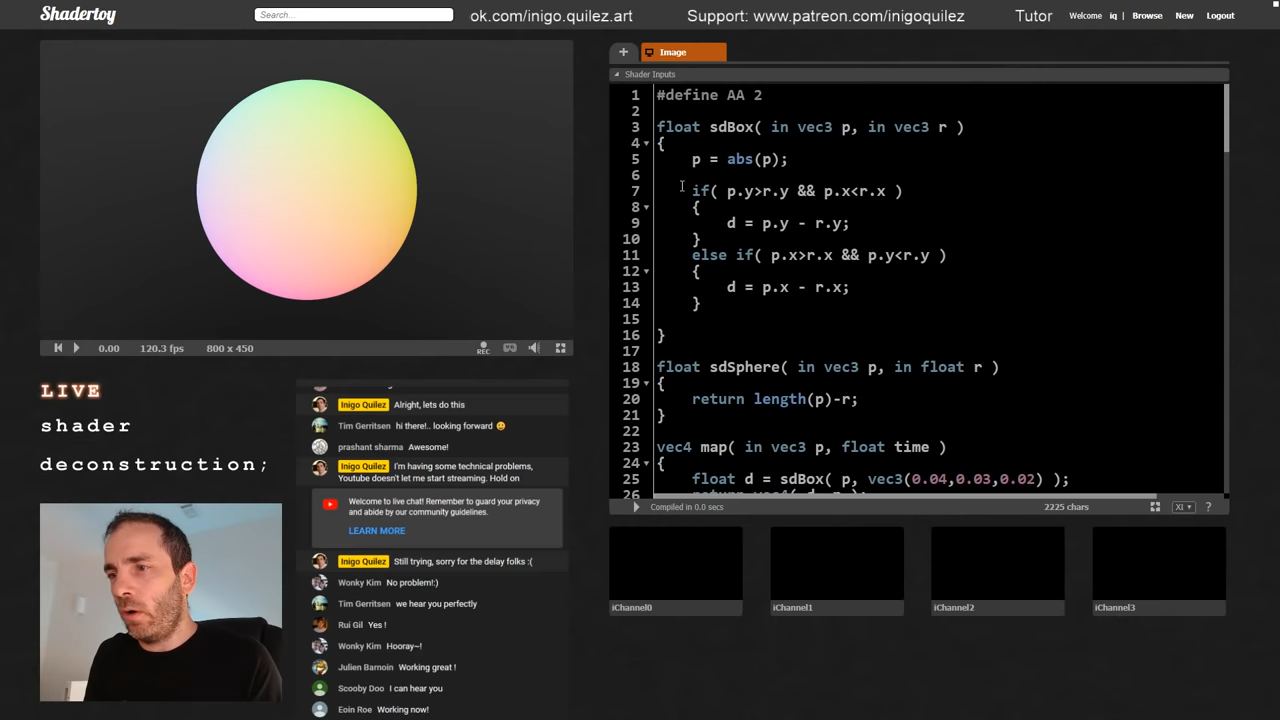 Shadertoy
Search...
ok.com/inigo.quilez.art
Support: www.patreon.com/inigoquilez
Tutor
Welcome iq | Browse New Logout
+ Image
Shader Inputs
1 #define AA 2
2
3 float sdBox( in vec3 p, in vec3 r )
4 {
5 p = abs(p);
6
7 if( p.y>r.y && p.x<r.x )
8 {
9 d = p.y - r.y;
10 }
11 else if( p.x>r.x && p.y<r.y )
12 {
13 d = p.x - r.x;
14 }
15
16 }
17
18 float sdSphere( in vec3 p, in float r )
19 {
20 return length(p)-r;
21 }
22
23 vec4 map( in vec3 p, float time )
24 {
25 float d = sdBox( p, vec3(0.04,0.03,0.02) );
26
Compiled in 0.0 secs
2225 chars
XI ?
0.00 120.3 fps 800 x 450
REC
LIVE
shader
deconstruction;
Inigo Quilez Alright, lets do this
Tim Gerritsen hi there!.. looking forward
prashant sharma Awesome!
Inigo Quilez I'm having some technical problems,
Youtube doesn't let me start streaming. Hold on
Welcome to live chat! Remember to guard your privacy
and abide by our community guidelines.
LEARN MORE
Inigo Quilez Still trying, sorry for the delay folks :(
Wonky Kim No problem!:)
Tim Gerritsen we hear you perfectly
Rui Gil Yes !
Wonky Kim Hooray~!
Julien Barnoin Working great !
Scooby Doo I can hear you
Eoin Roe Working now!
iChannel0
iChannel1
iChannel2
iChannel3